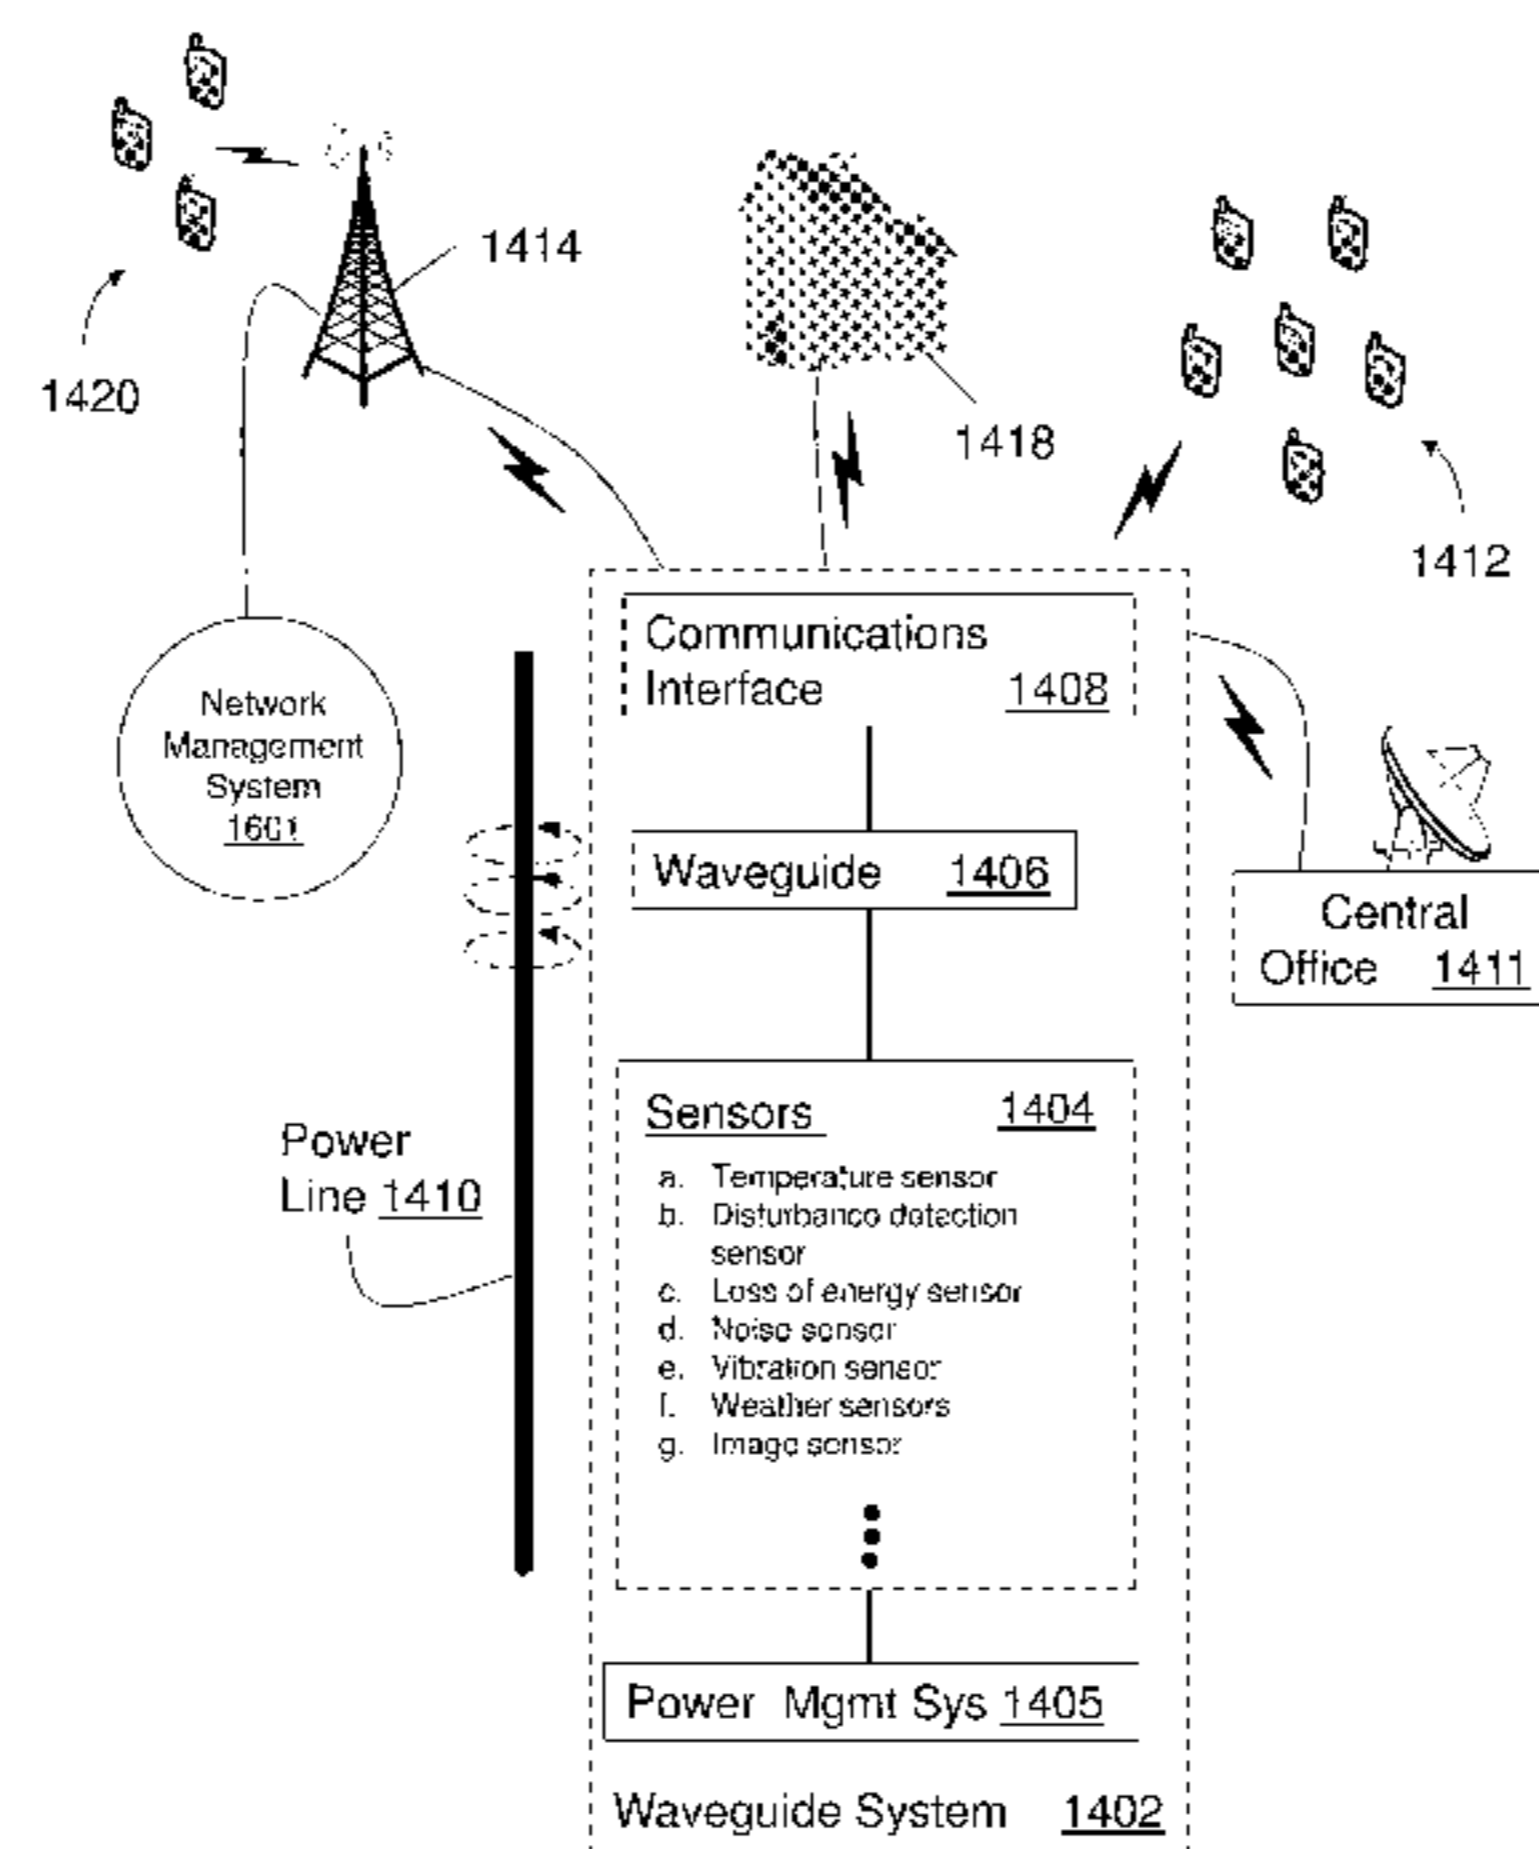 1414
1420
1418
1412
Communications
Interface 1408
Network
Management
System
1601
Waveguide 1406
Central
Office 1411
Power
Line 1410
Sensors 1404
a. Temperature sensor
b. Disturbance detection
sensor
c. Loss of energy sensor
d. Noise sensor
e. Vibration sensor
f. Weather sensors
g. Image sensor
Power Mgmt Sys 1405
Waveguide System 1402